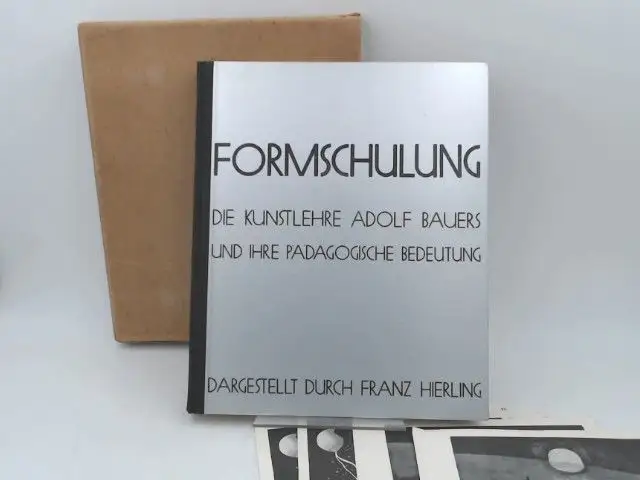 FORMSCHULUNG
DIE KUNSTLEHRE ADOLF BAUERS
UND IHRE PÄDAGOGISCHE BEDEUTUNG
DARGESTELLT DURCH FRANZ HIERLING